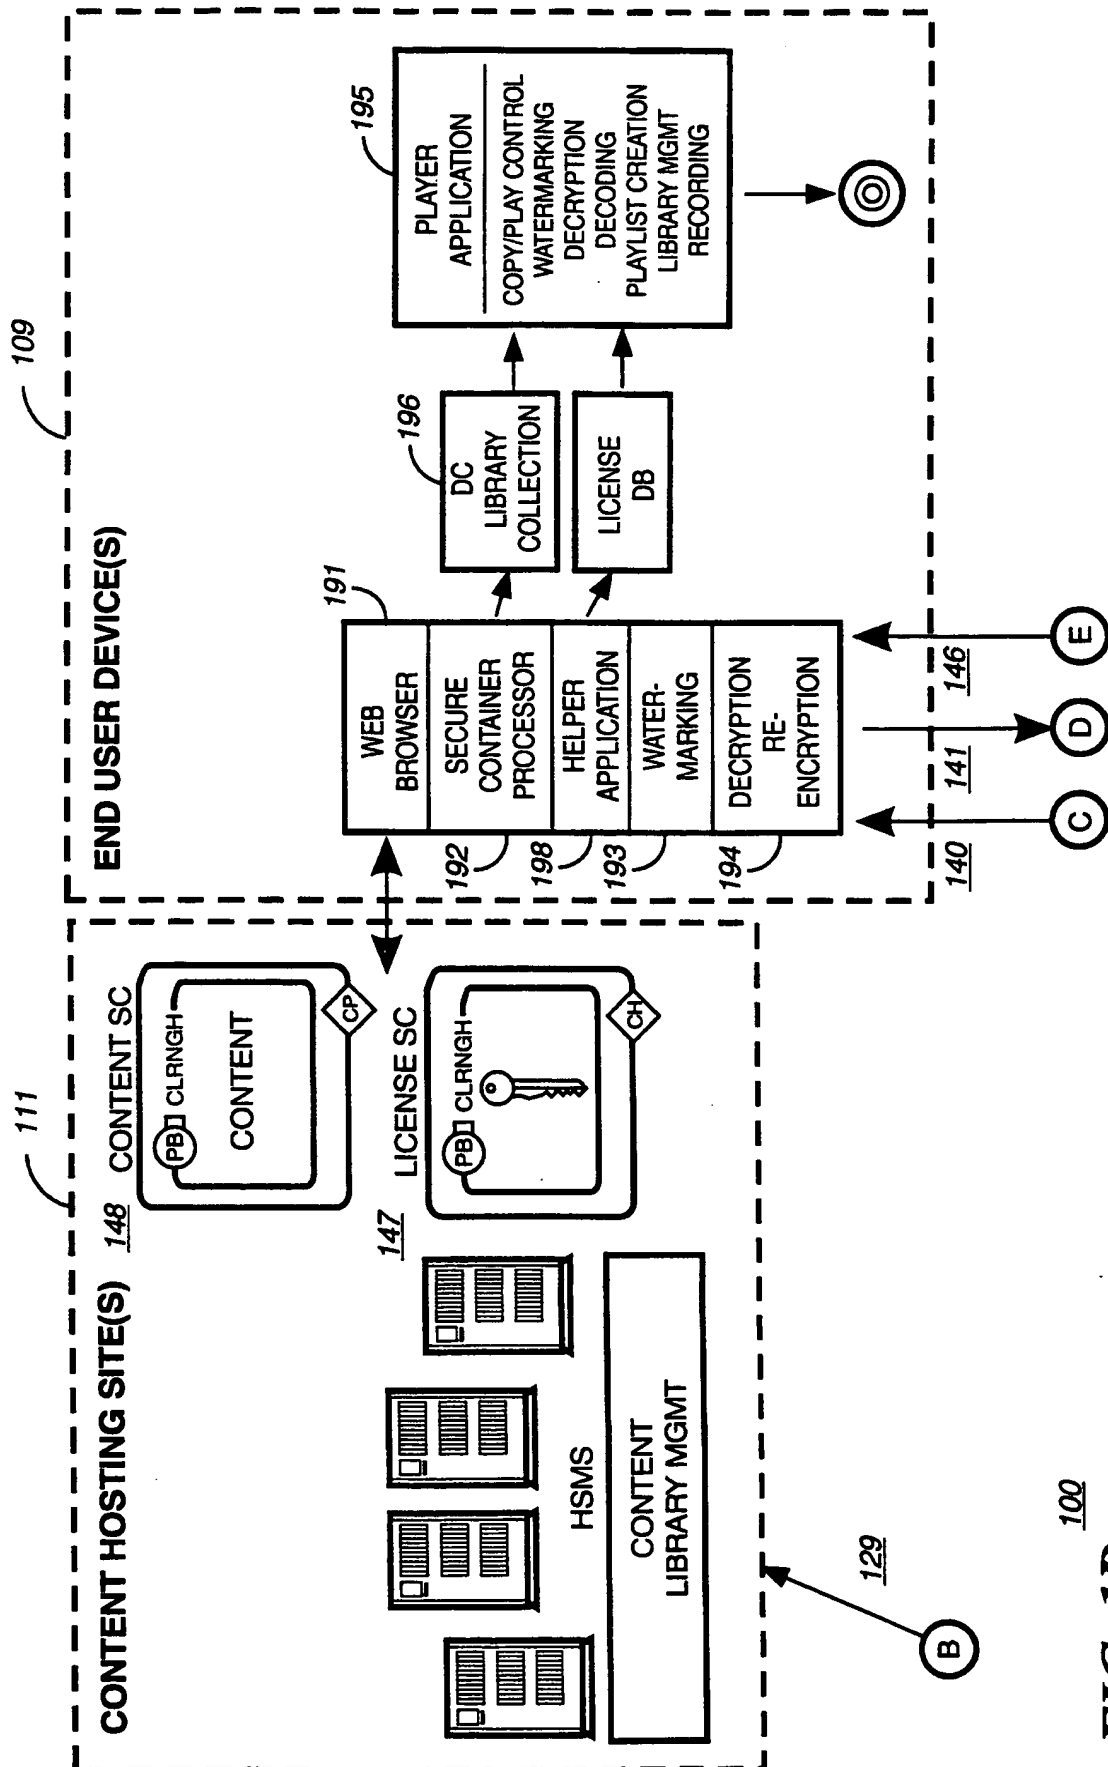 111
109
CONTENT HOSTING SITE(S)
148
CONTENT SC
PB
CLRNGH
CONTENT
CP
147
LICENSE SC
PB
CLRNGH
CH
HSMS
CONTENT
LIBRARY MGMT
129
B
END USER DEVICE(S)
191
WEB
BROWSER
192
SECURE
CONTAINER
PROCESSOR
198
HELPER
APPLICATION
193
WATER-
MARKING
194
DECRYPTION
RE-
ENCRYPTION
196
DC
LIBRARY
COLLECTION
LICENSE
DB
195
PLAYER
APPLICATION
COPY/PLAY CONTROL
WATERMARKING
DECRYPTION
DECODING
PLAYLIST CREATION
LIBRARY MGMT
RECORDING
140
141
146
C
D
E
100